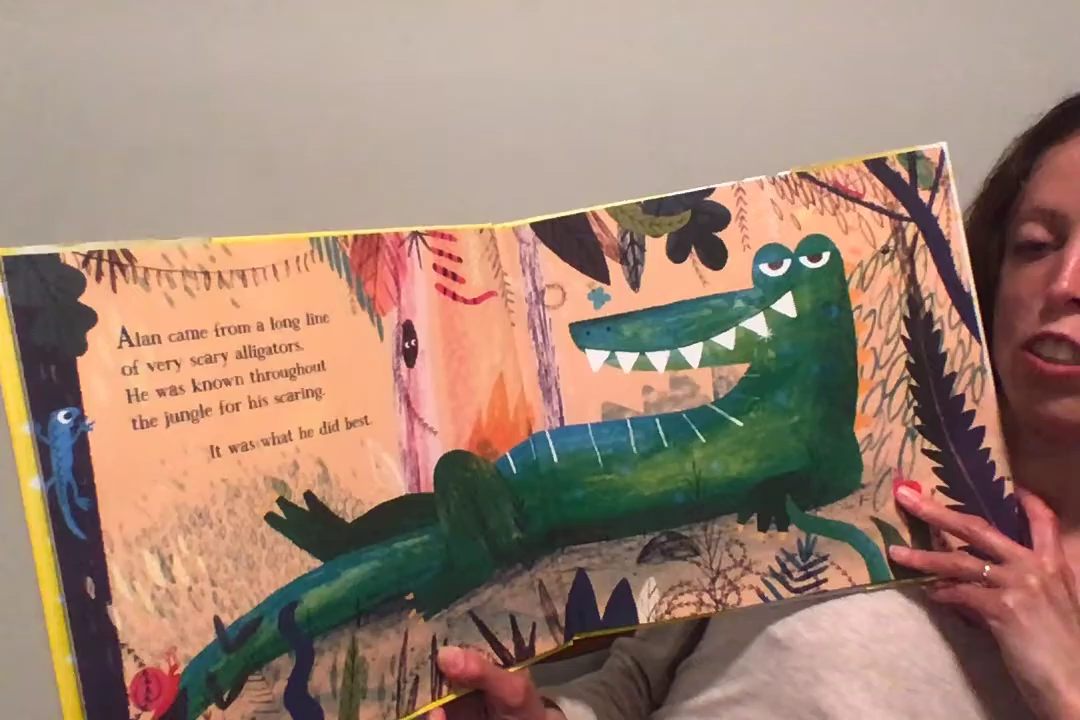 Alan came from a long line
of very scary alligators.
He was known throughout
the jungle for his scaring.
It was what he did best.